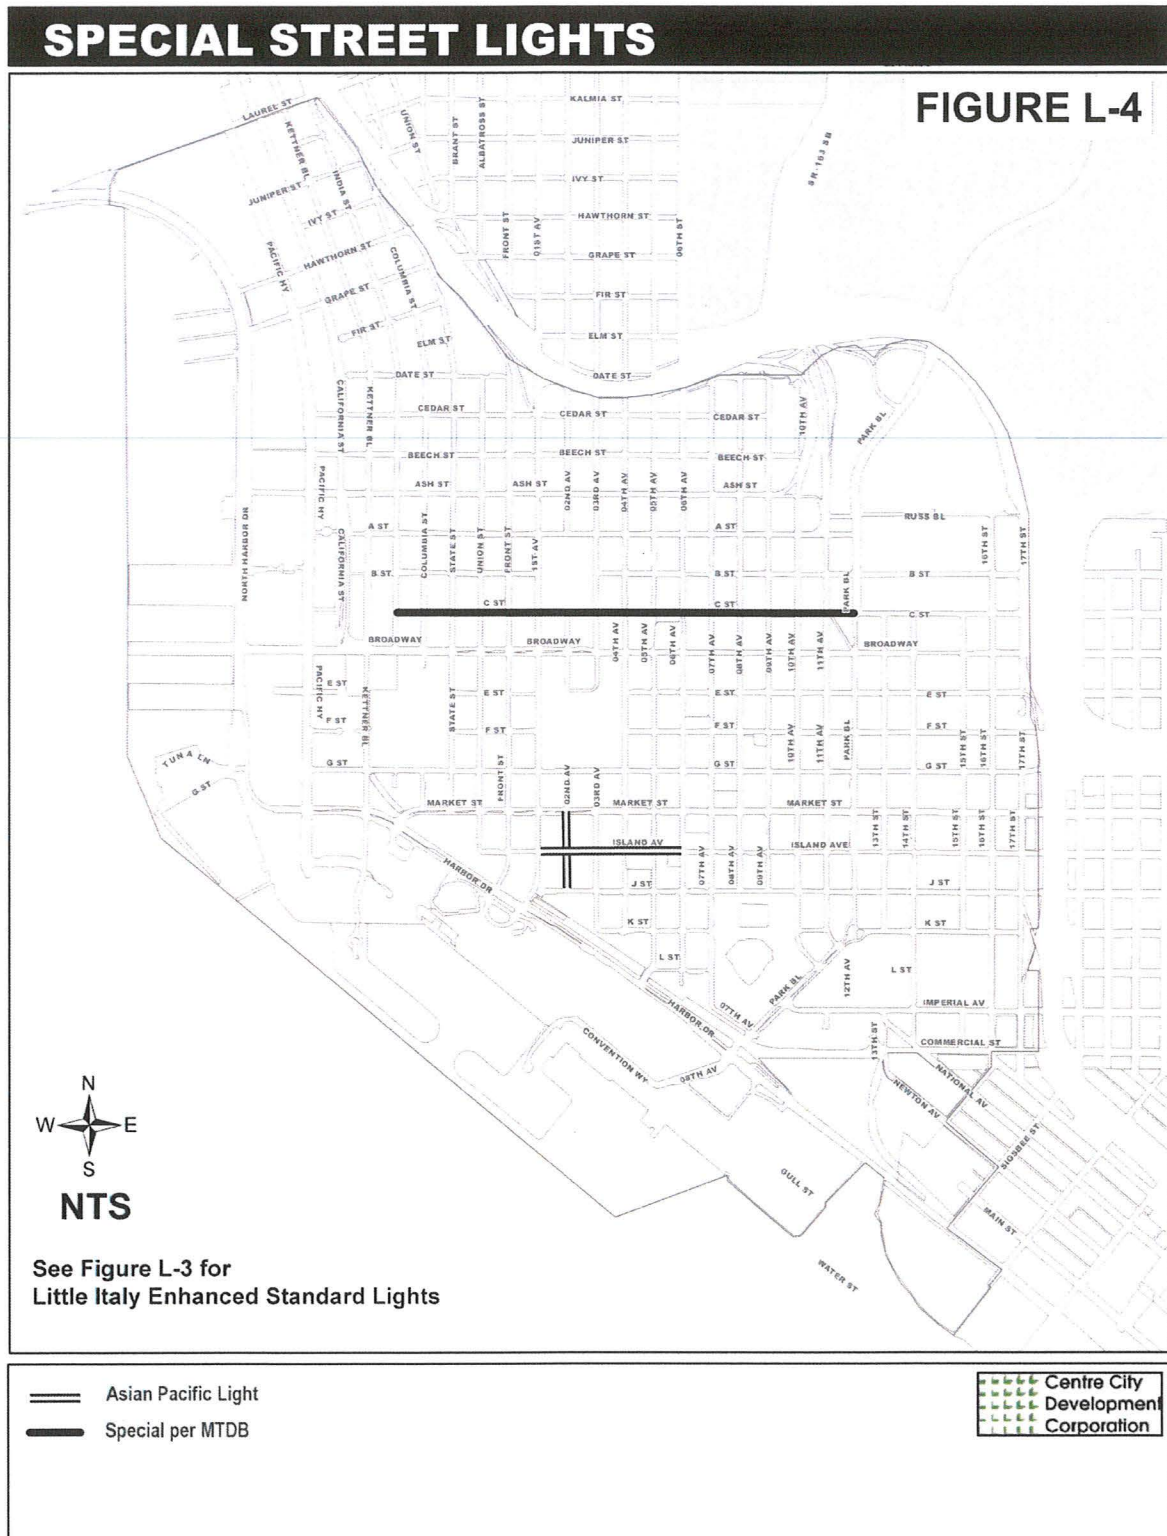 SPECIAL STREET LIGHTS
FIGURE L-4
LAUREL ST
KETTNER BL
UNION ST
BRANT ST
ALBATROSS ST
KALMIA ST
JUNIPER ST
SR-163 SB
JUNIPER ST
INDIA ST
IVY ST
IVY ST
HAWTHORN ST
FRONT ST
01ST AV
06TH ST
PACIFIC HY
HAWTHORN ST
COLUMBIA ST
GRAPE ST
GRAPE ST
FIR ST
FIR ST
ELM ST
ELM ST
DATE ST
DATE ST
CALIFORNIA ST
KETTNER BL
CEDAR ST
CEDAR ST
CEDAR ST
10TH AV
PARK BL
BEECH ST
BEECH ST
BEECH ST
PACIFIC HY
ASH ST
ASH ST
02ND AV
03RD AV
04TH AV
05TH AV
06TH AV
ASH ST
NORTH HARBOR DR
CALIFORNIA ST
A ST
COLUMBIA ST
STATE ST
UNION ST
FRONT ST
1ST AV
A ST
RUSS BL
16TH ST
17TH ST
B ST
B ST
B ST
PARK BL
C ST
C ST
C ST
BROADWAY
BROADWAY
04TH AV
05TH AV
06TH AV
07TH AV
08TH AV
09TH AV
10TH AV
11TH AV
BROADWAY
PACIFIC HY
E ST
KETTNER BL
STATE ST
E ST
E ST
E ST
F ST
F ST
F ST
10TH AV
11TH AV
PARK BL
F ST
15TH ST
16TH ST
17TH ST
TUNA LN
G ST
G ST
FRONT ST
02ND AV
03RD AV
G ST
G ST
MARKET ST
MARKET ST
MARKET ST
13TH ST
14TH ST
15TH ST
16TH ST
17TH ST
ISLAND AV
ISLAND AVE
HARBOR DR
07TH AV
08TH AV
09TH AV
J ST
J ST
K ST
K ST
L ST
PARK BL
12TH AV
L ST
HARBOR DR
07TH AV
IMPERIAL AV
CONVENTION WY
08TH AV
13TH ST
COMMERCIAL ST
NATIONAL AV
NEWTON AV
SIGSBEE ST
GULL ST
MAIN ST
WATER ST
N
W
E
S
NTS
See Figure L-3 for
Little Italy Enhanced Standard Lights
Asian Pacific Light
Special per MTDB
Centre City
Development
Corporation